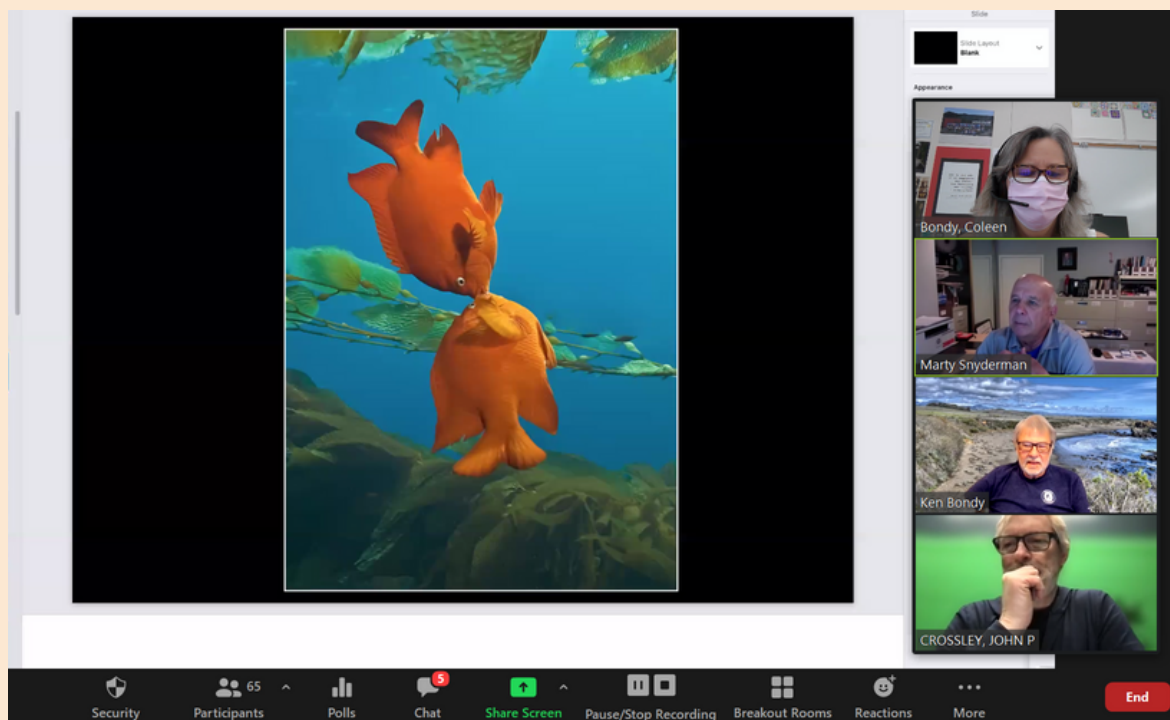 Slide
Slide Layout
Blank
Appearance
Bondy, Coleen
Marty Snyderman
Ken Bondy
CROSSLEY, JOHN P
65
5
Security
Participants
Polls
Chat
Share Screen
Pause/Stop Recording
Breakout Rooms
Reactions
More
End